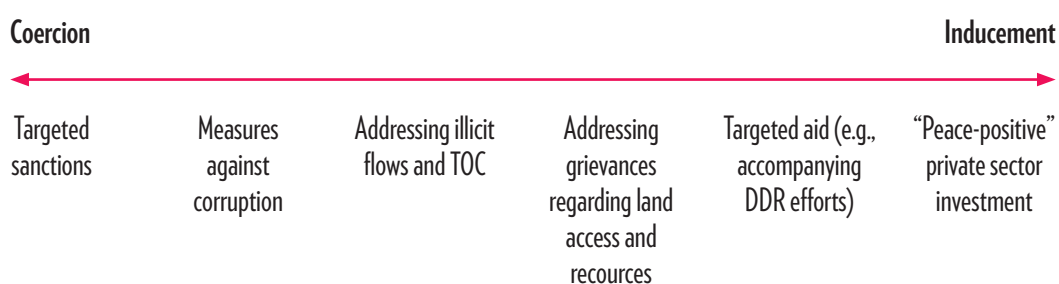 Coercion
Inducement
Targeted
sanctions
Measures
against
corruption
Addressing illicit
flows and TOC
Addressing
grievances
regarding land
access and
recources
Targeted aid (e.g.,
accompanying
DDR efforts)
“Peace-positive”
private sector
investment